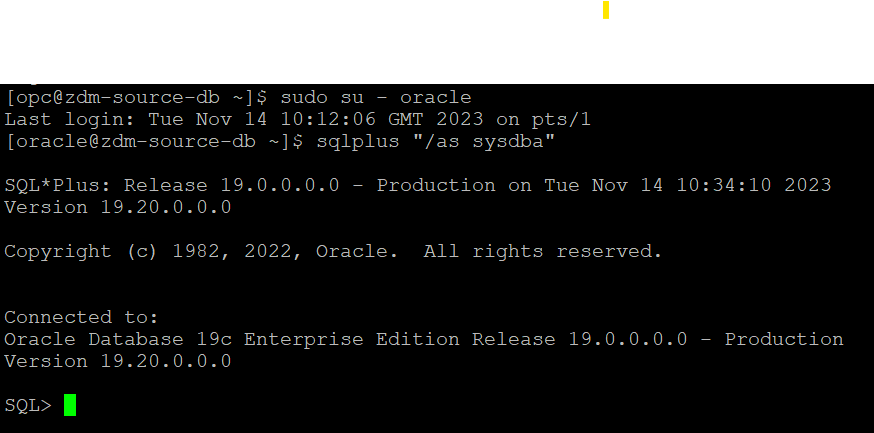 [opc@zdm-source-db ~]$ sudo su - oracle
Last login: Tue Nov 14 10:12:06 GMT 2023 on pts/1
[oracle@zdm-source-db ~]$ sqlplus "/as sysdba"
SQL*Plus: Release 19.0.0.0.0 - Production on Tue Nov 14 10:34:10 2023
Version 19.20.0.0.0
Copyright (c) 1982, 2022, Oracle.  All rights reserved.
Connected to:
Oracle Database 19c Enterprise Edition Release 19.0.0.0.0 - Production
Version 19.20.0.0.0
SQL>